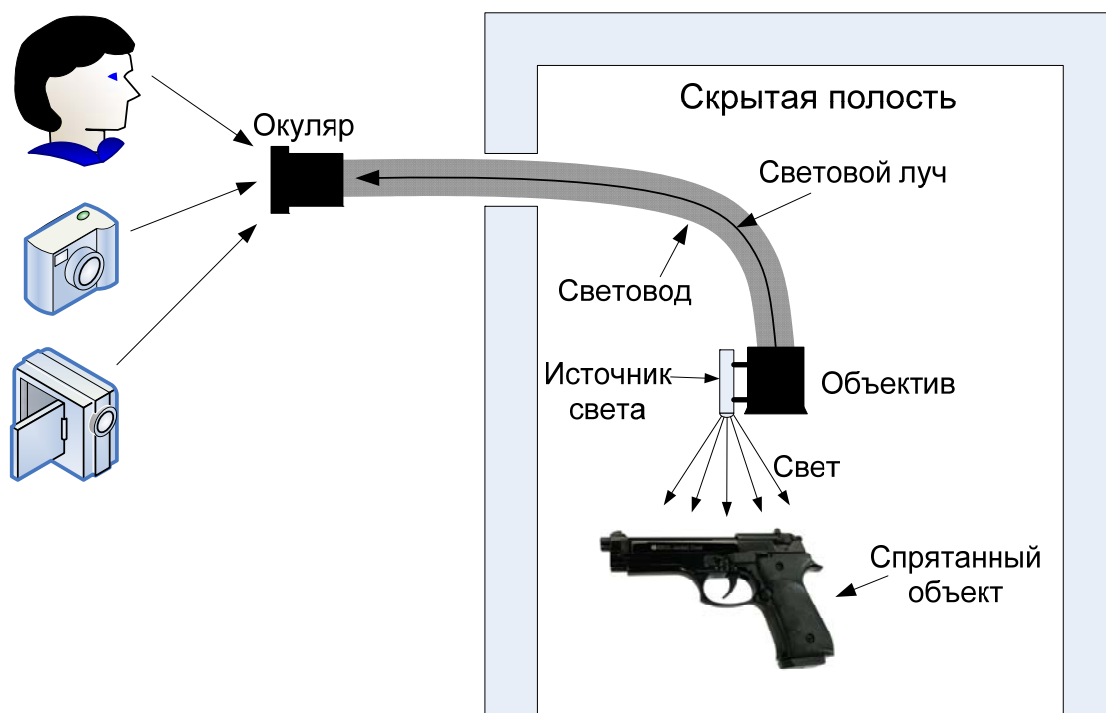 Скрытая полость
Окуляр
Световой луч
Световод
Источник
света
Объектив
Свет
Спрятанный
объект